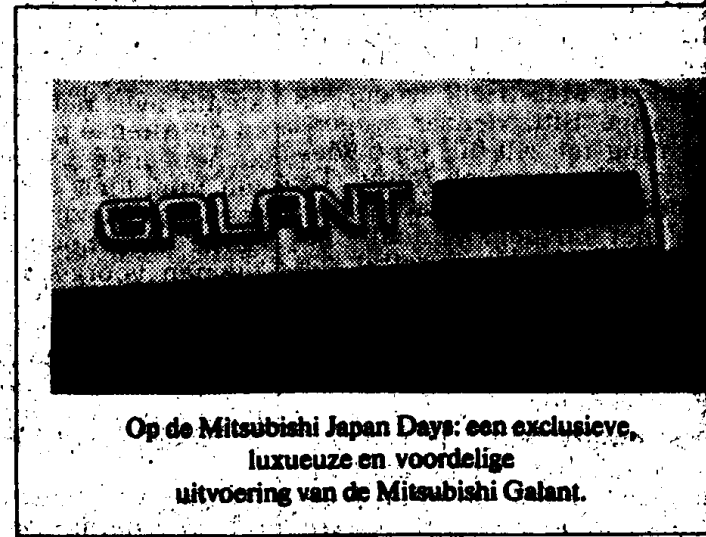 GALANT
Op de Mitsubishi Japan Days: een exclusieve,
luxueuze en voordelige
uitvoering van de Mitsubishi Galant.